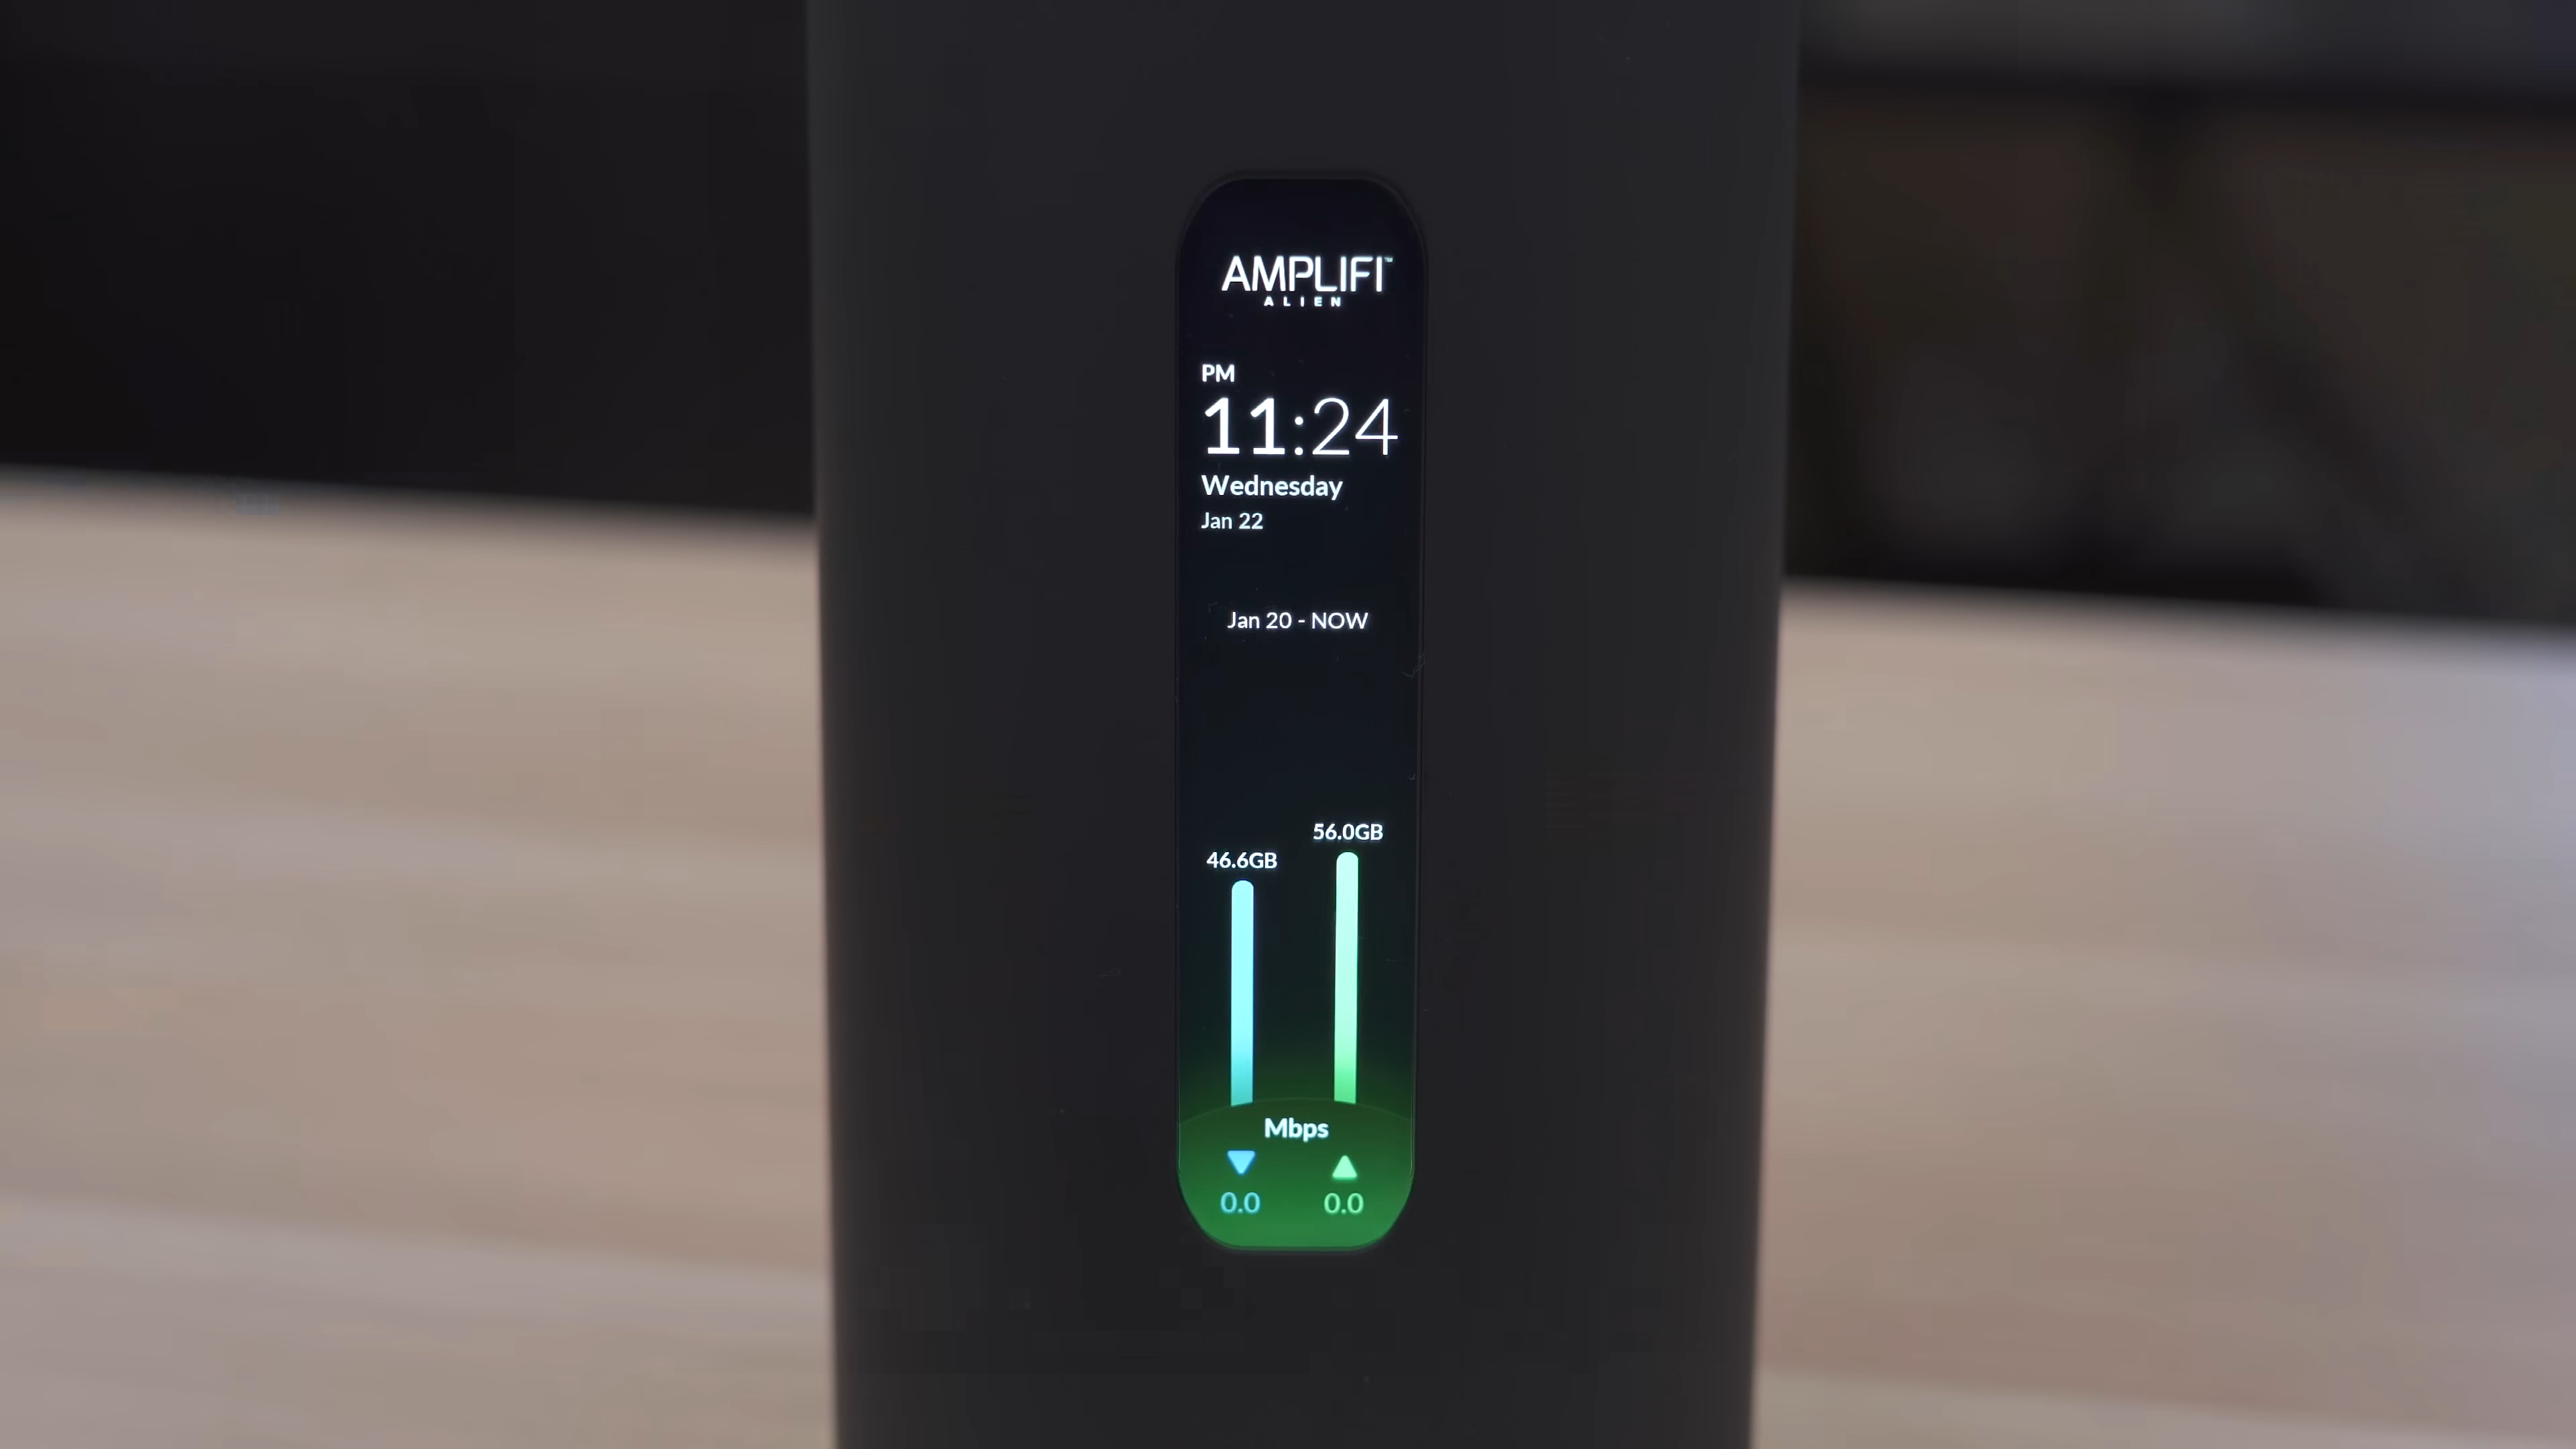 AMPLIFI™
ALIEN
PM
11:24
Wednesday
Jan 22
Jan 20 - NOW
56.0GB
46.6GB
Mbps
0.0 0.0